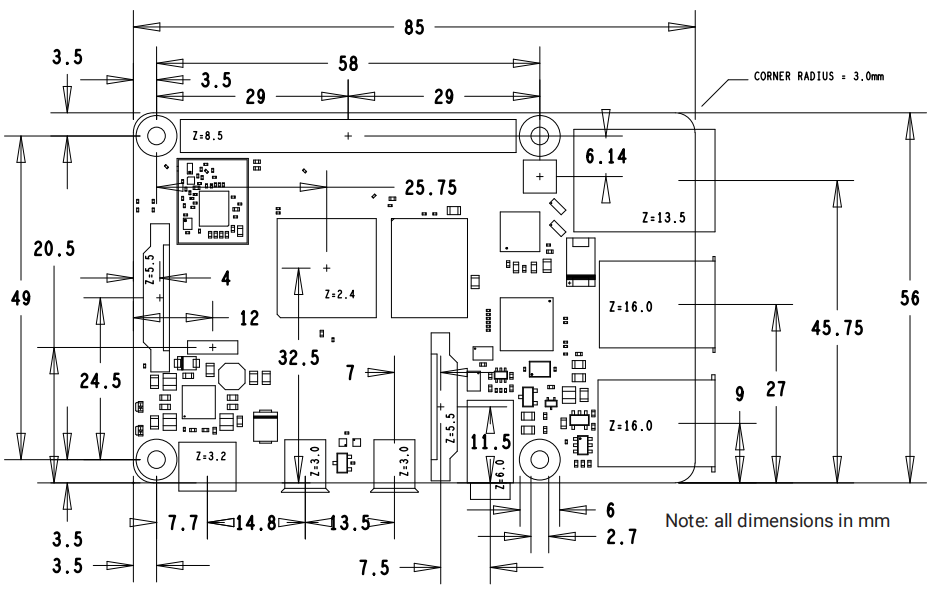 85
3.5
58
3.5
CORNER RADIUS = 3.0mm
29
29
Z=8.5
6.14
25.75
Z=13.5
20.5
Z=5.5
4
49
Z=2.4
56
12
Z=16.0
45.75
32.5
7
24.5
27
9
Z=5.5
11.5
Z=16.0
Z=3.2
Z=3.0
Z=3.0
Z=6.0
7.7
14.8
13.5
6
Note: all dimensions in mm
3.5
2.7
3.5
7.5